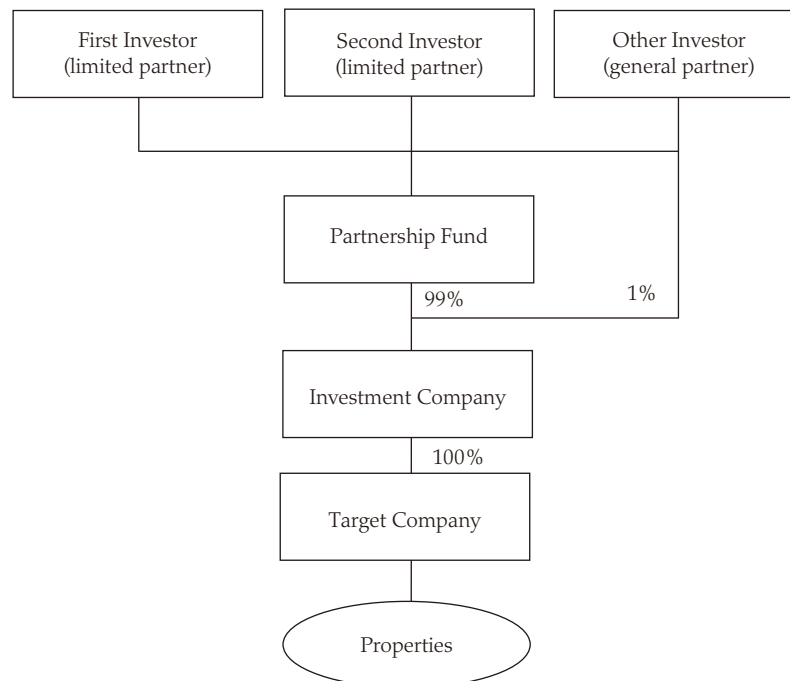 First Investor
(limited partner)
Second Investor
(limited partner)
Other Investor
(general partner)
Partnership Fund
99%
1%
Investment Company
100%
Target Company
Properties